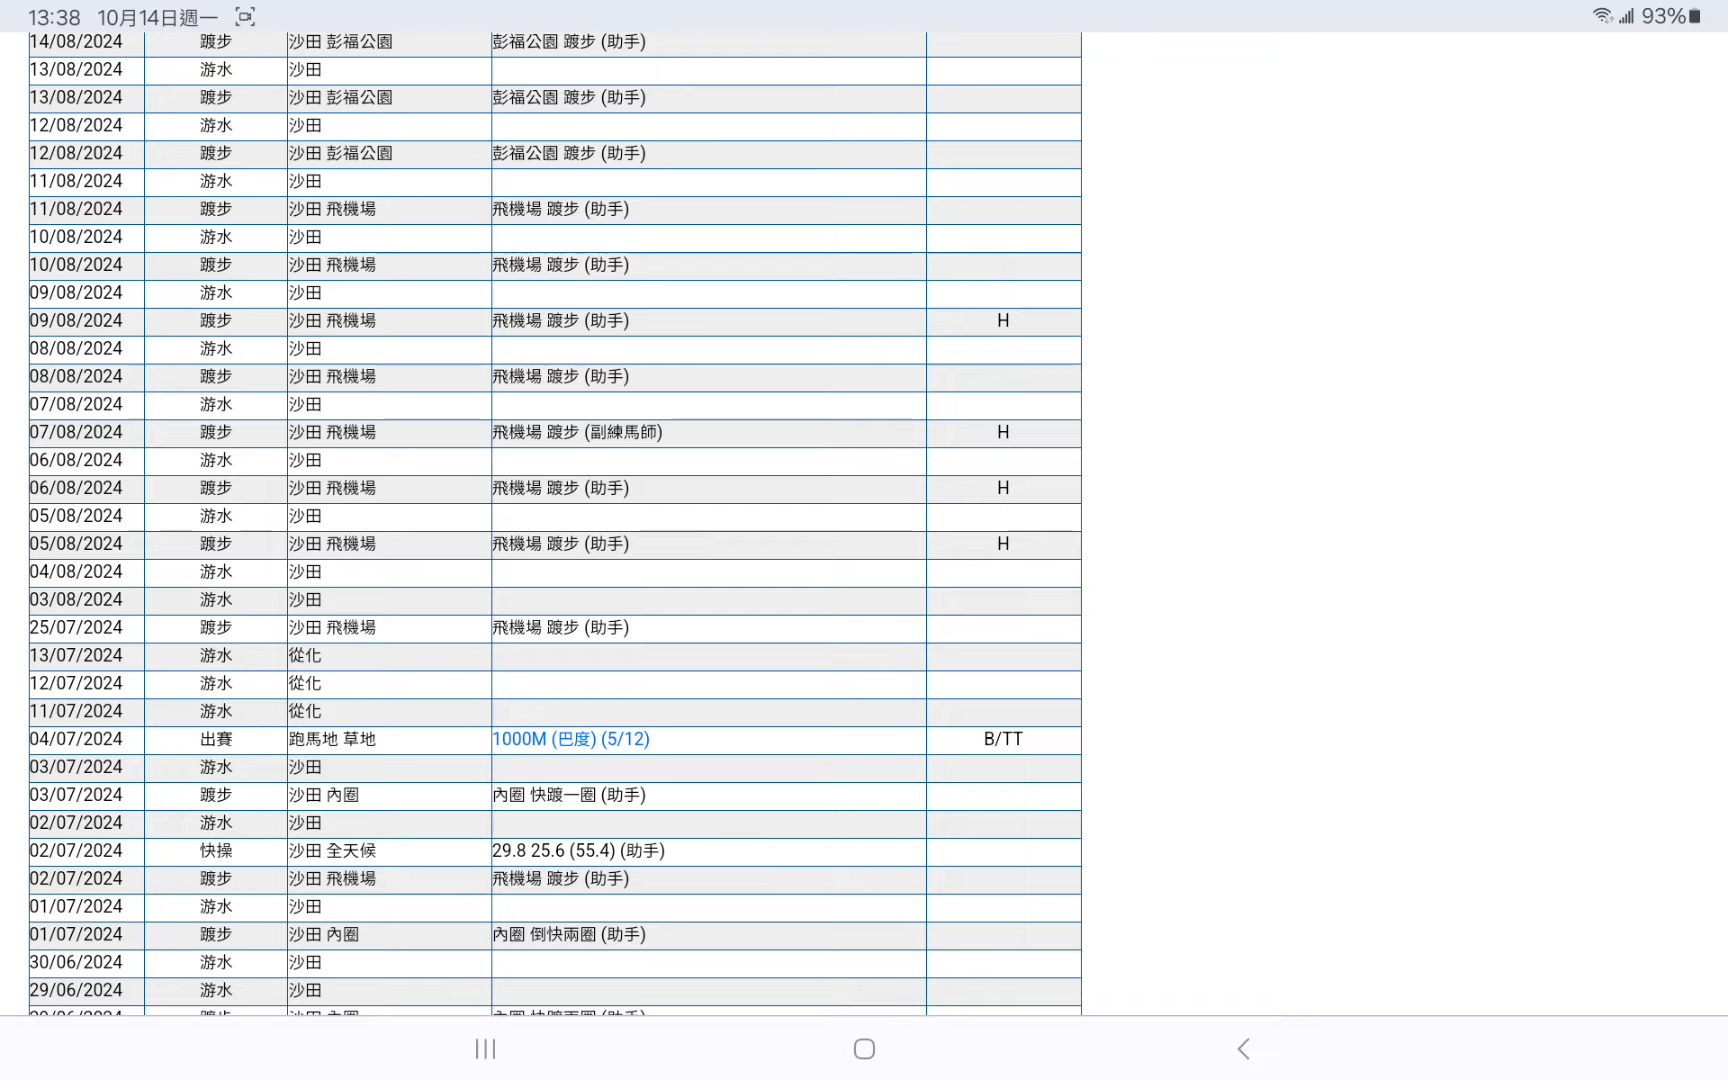 13:38 10月14日週一 93%
14/08/2024 踱步 沙田 彭福公園 彭福公園 踱步 (助手)
13/08/2024 游水 沙田
13/08/2024 踱步 沙田 彭福公園 彭福公園 踱步 (助手)
12/08/2024 游水 沙田
12/08/2024 踱步 沙田 彭福公園 彭福公園 踱步 (助手)
11/08/2024 游水 沙田
11/08/2024 踱步 沙田 飛機場 飛機場 踱步 (助手)
10/08/2024 游水 沙田
10/08/2024 踱步 沙田 飛機場 飛機場 踱步 (助手)
09/08/2024 游水 沙田
09/08/2024 踱步 沙田 飛機場 飛機場 踱步 (助手) H
08/08/2024 游水 沙田
08/08/2024 踱步 沙田 飛機場 飛機場 踱步 (助手)
07/08/2024 游水 沙田
07/08/2024 踱步 沙田 飛機場 飛機場 踱步 (副練馬師) H
06/08/2024 游水 沙田
06/08/2024 踱步 沙田 飛機場 飛機場 踱步 (助手) H
05/08/2024 游水 沙田
05/08/2024 踱步 沙田 飛機場 飛機場 踱步 (助手) H
04/08/2024 游水 沙田
03/08/2024 游水 沙田
25/07/2024 踱步 沙田 飛機場 飛機場 踱步 (助手)
13/07/2024 游水 從化
12/07/2024 游水 從化
11/07/2024 游水 從化
04/07/2024 出賽 跑馬地 草地 1000M (巴度) (5/12) B/TT
03/07/2024 游水 沙田
03/07/2024 踱步 沙田 內圈 內圈 快踱一圈 (助手)
02/07/2024 游水 沙田
02/07/2024 快操 沙田 全天候 29.8 25.6 (55.4) (助手)
02/07/2024 踱步 沙田 飛機場 飛機場 踱步 (助手)
01/07/2024 游水 沙田
01/07/2024 踱步 沙田 內圈 內圈 倒快兩圈 (助手)
30/06/2024 游水 沙田
29/06/2024 游水 沙田